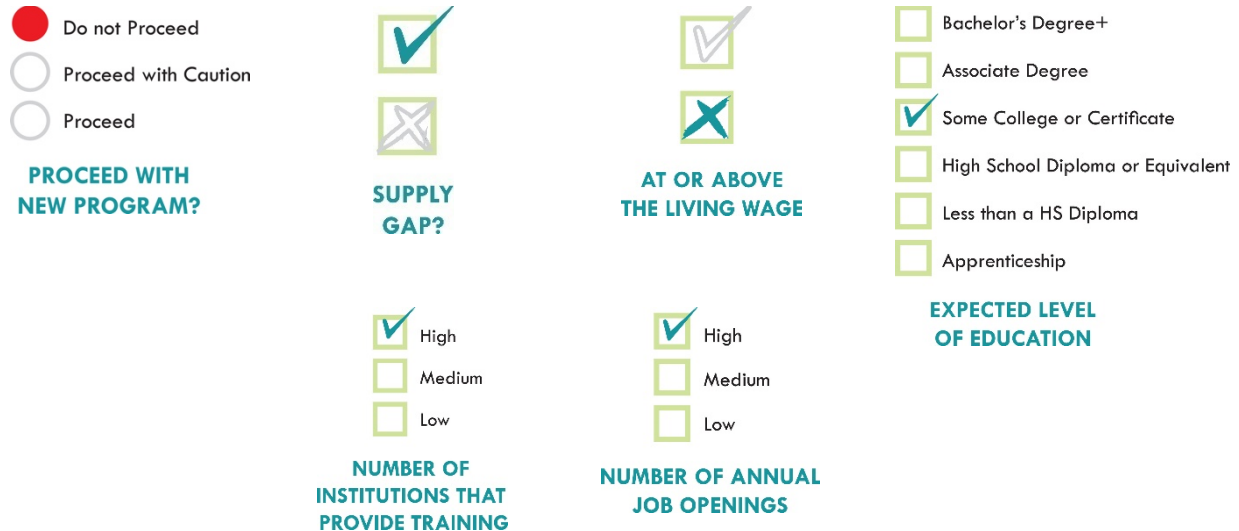 Do not Proceed
Proceed with Caution
Proceed
PROCEED WITH
NEW PROGRAM?
SUPPLY
GAP?
AT OR ABOVE
THE LIVING WAGE
Bachelor's Degree+
Associate Degree
Some College or Certificate
High School Diploma or Equivalent
Less than a HS Diploma
Apprenticeship
EXPECTED LEVEL
OF EDUCATION
High
Medium
Low
NUMBER OF
INSTITUTIONS THAT
PROVIDE TRAINING
High
Medium
Low
NUMBER OF ANNUAL
JOB OPENINGS